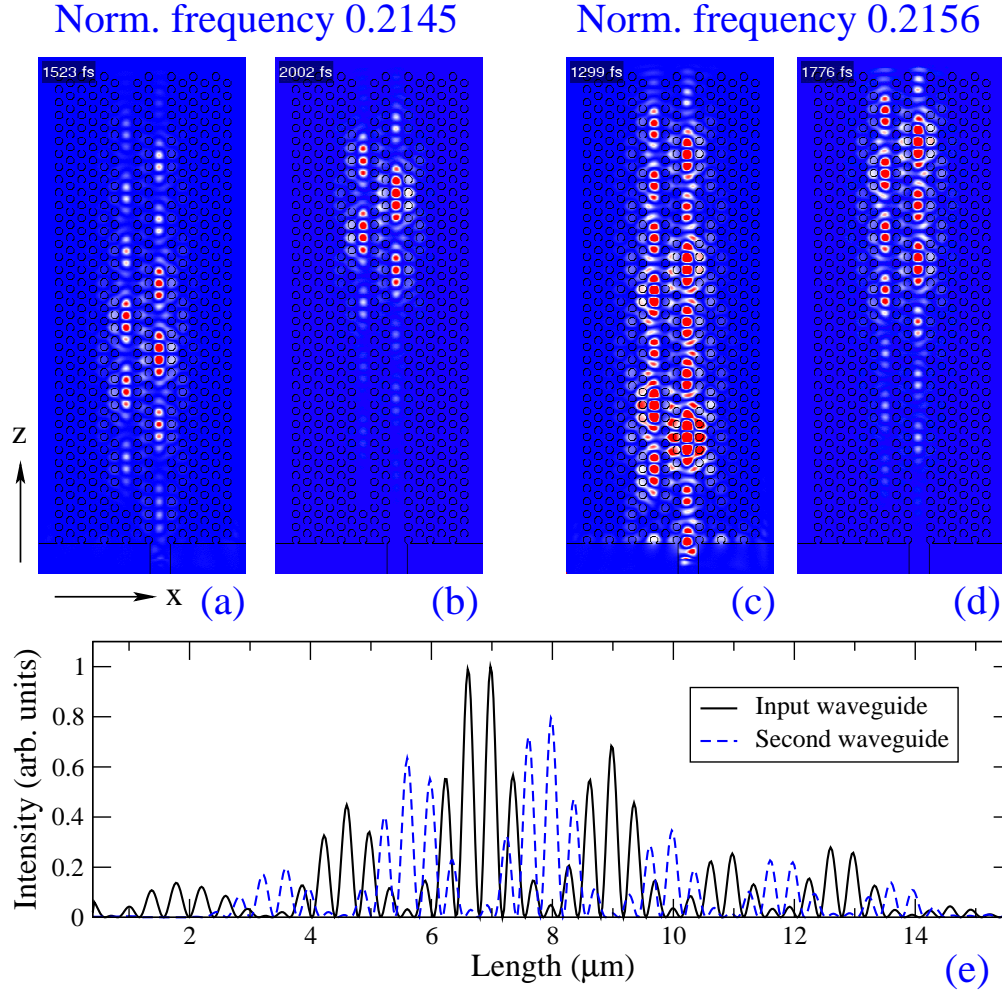 Norm. frequency 0.2145
Norm. frequency 0.2156
1523 fs
2002 fs
1299 fs
1776 fs
z
x
(a)
(b)
(c)
(d)
Intensity (arb. units)
1
0.8
0.6
0.4
0.2
0
Input waveguide
Second waveguide
2
4
6
8
10
12
14
Length (μm)
(e)